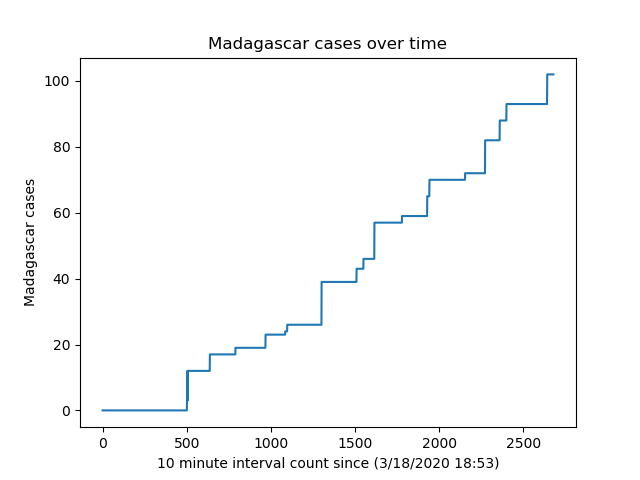 Madagascar cases over time
100
80
60
40
20
0
Madagascar cases
0 500 1000 1500 2000 2500
10 minute interval count since (3/18/2020 18:53)